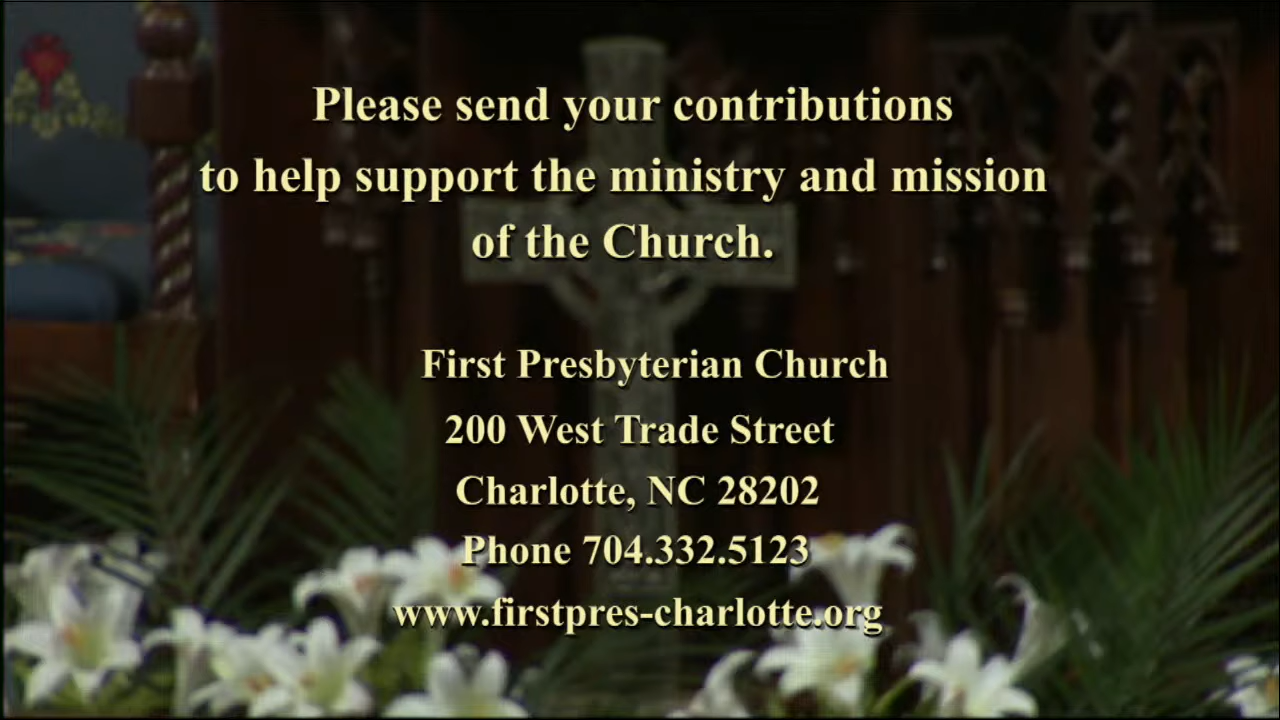 Please send your contributions
to help support the ministry and mission
of the Church.
First Presbyterian Church
200 West Trade Street
Charlotte, NC 28202
Phone 704.332.5123
www.firstpres-charlotte.org